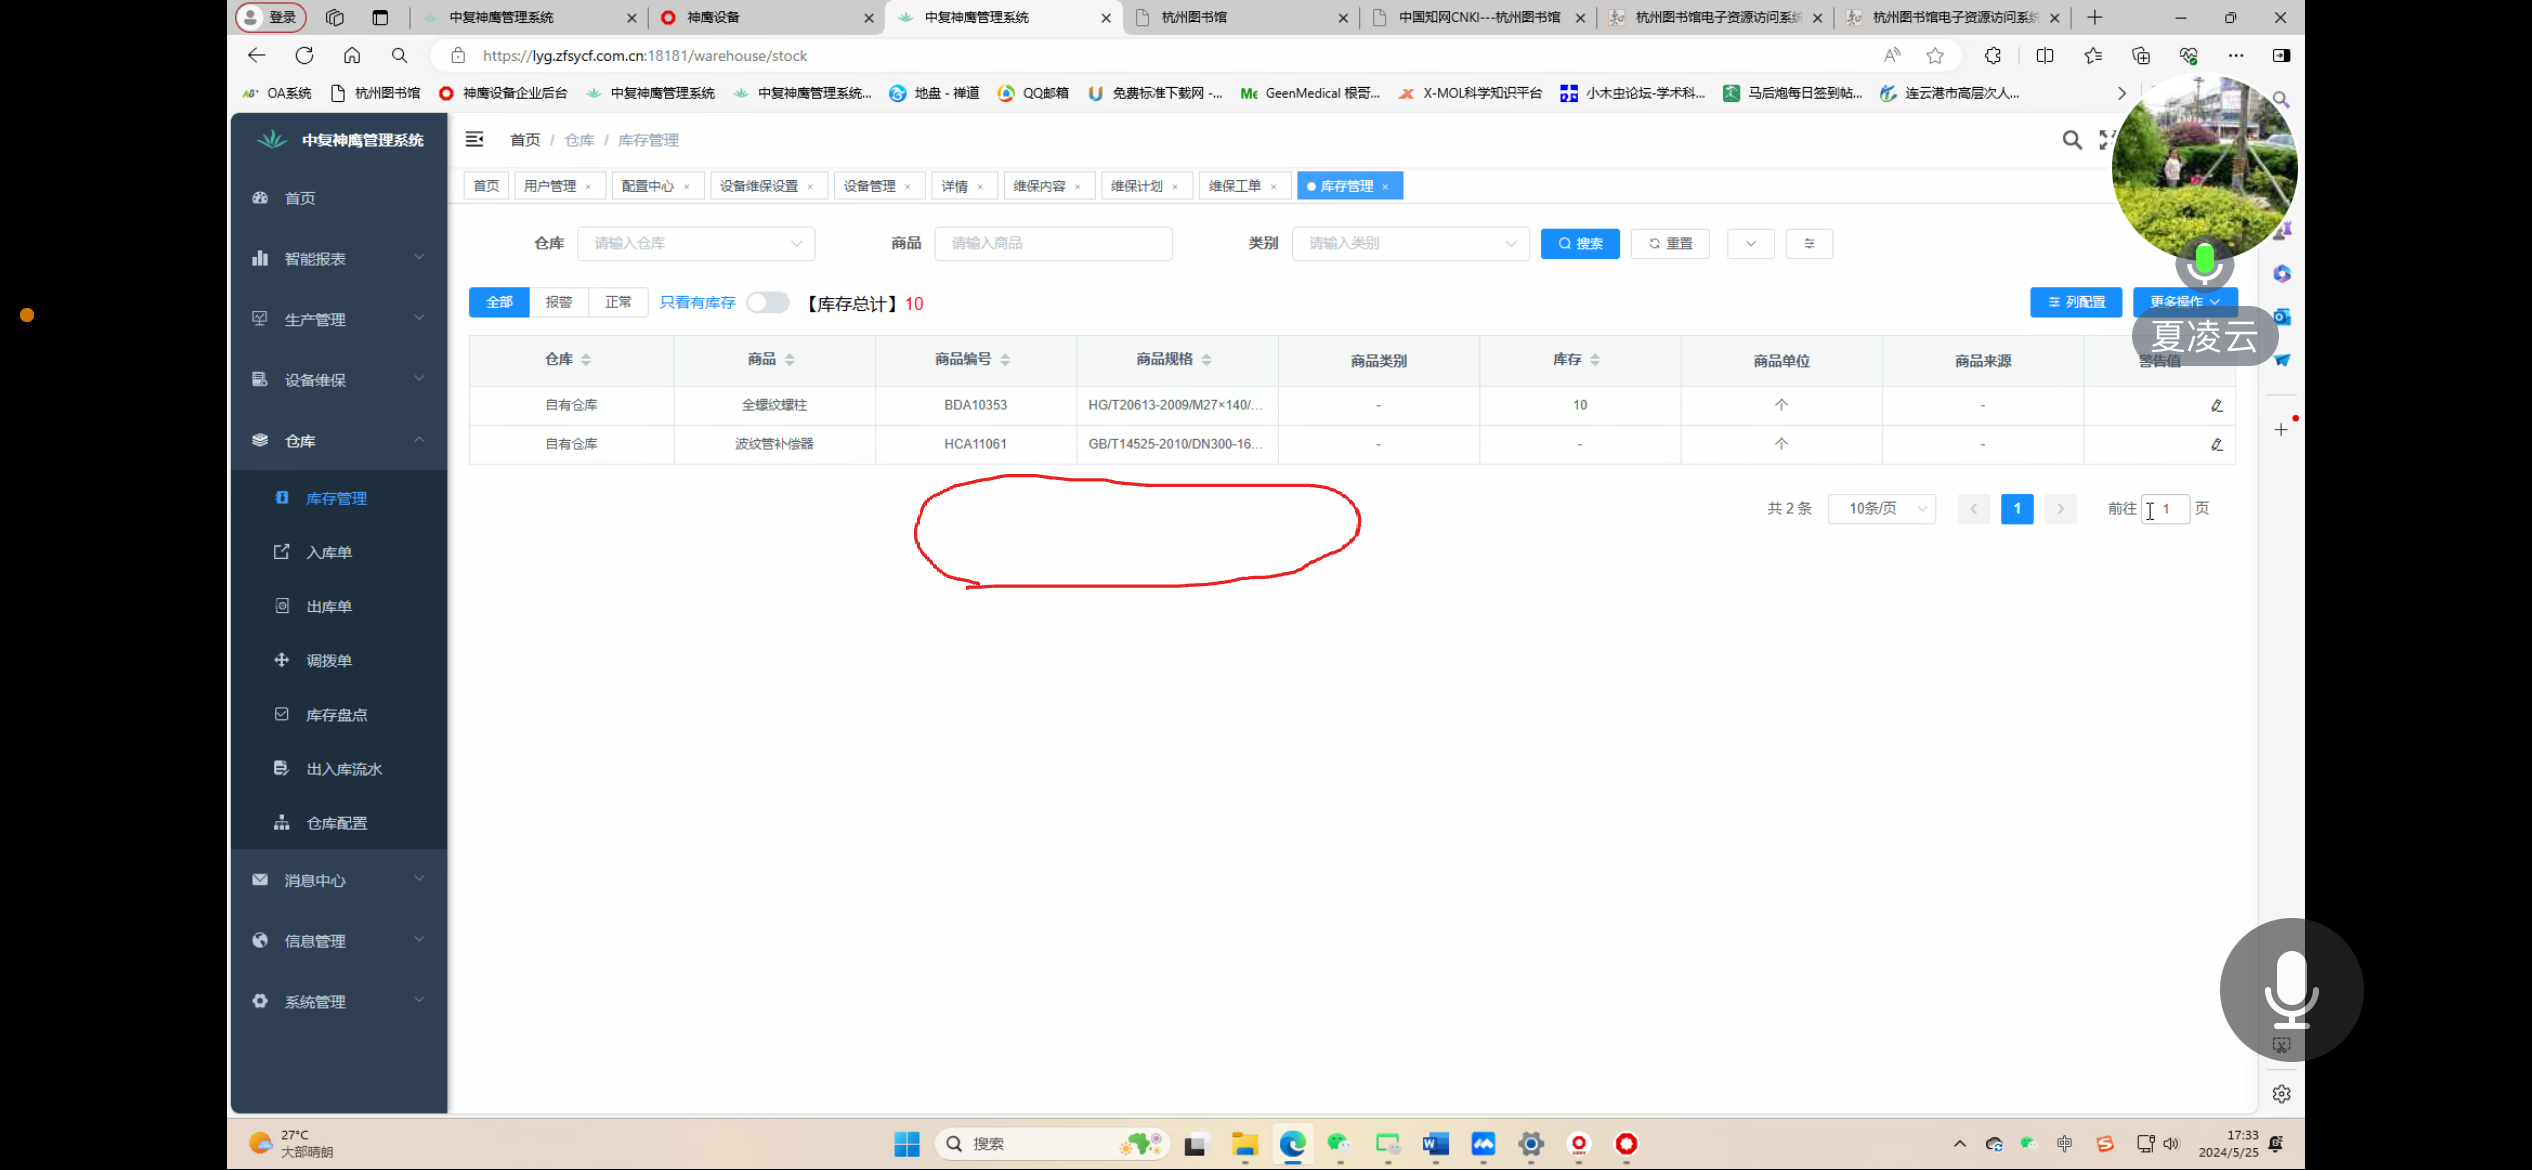 登录
中复神鹰管理系统
神鹰设备
中复神鹰管理系统
杭州图书馆
中国知网CNKI---杭州图书馆
杭州图书馆电子资源访问系统
杭州图书馆电子资源访问系统
https://lyg.zfsycf.com.cn:18181/warehouse/stock
OA系统
杭州图书馆
神鹰设备企业后台
中复神鹰管理系统
中复神鹰管理系统...
地盘 - 禅道
QQ邮箱
免费标准下载网 -...
GeenMedical 根哥...
X-MOL科学知识平台
小木虫论坛-学术科...
马后炮每日签到帖...
连云港市高层次人...
中复神鹰管理系统
首页 / 仓库 / 库存管理
首页
用户管理
配置中心
设备维保设置
设备管理
详情
维保内容
维保计划
维保工单
库存管理
首页
智能报表
生产管理
设备维保
仓库
库存管理
入库单
出库单
调拨单
库存盘点
出入库流水
仓库配置
消息中心
信息管理
系统管理
仓库 请输入仓库 商品 请输入商品 类别 请输入类别 搜索 重置
全部 报警 正常 只看有库存 【库存总计】10 列配置 更多操作
夏凌云
仓库 商品 商品编号 商品规格 商品类别 库存 商品单位 商品来源 警告值
自有仓库 全螺纹螺柱 BDA10353 HG/T20613-2009/M27×140/... - 10 个 -
自有仓库 波纹管补偿器 HCA11061 GB/T14525-2010/DN300-16... - - 个 -
共 2 条 10条/页 1 前往 1 页
27°C
大部晴朗
搜索
中
17:33
2024/5/25